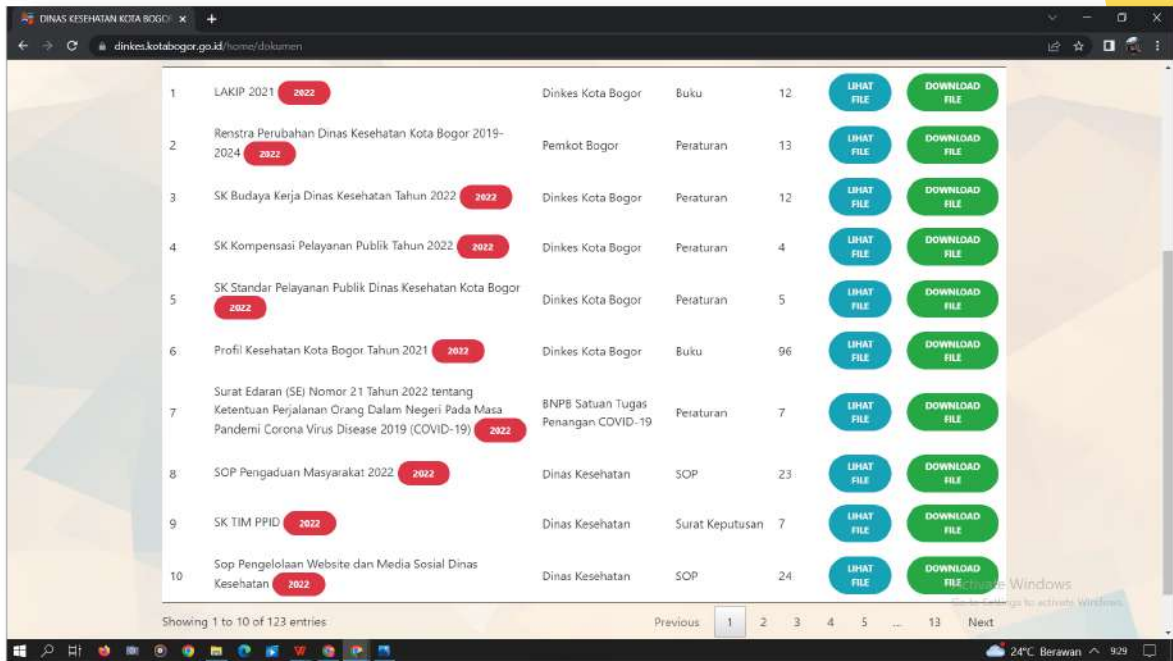 DINAS KESEHATAN KOTA BOGOR
dinkes.kotabogor.go.id/home/dokumen
1 LAKIP 2021 2022 Dinkes Kota Bogor Buku 12 LIHAT FILE DOWNLOAD FILE
2 Renstra Perubahan Dinas Kesehatan Kota Bogor 2019-
2024 2022 Pemkot Bogor Peraturan 13 LIHAT FILE DOWNLOAD FILE
3 SK Budaya Kerja Dinas Kesehatan Tahun 2022 2022 Dinkes Kota Bogor Peraturan 12 LIHAT FILE DOWNLOAD FILE
4 SK Kompensasi Pelayanan Publik Tahun 2022 2022 Dinkes Kota Bogor Peraturan 4 LIHAT FILE DOWNLOAD FILE
5 SK Standar Pelayanan Publik Dinas Kesehatan Kota Bogor
2022 Dinkes Kota Bogor Peraturan 5 LIHAT FILE DOWNLOAD FILE
6 Profil Kesehatan Kota Bogor Tahun 2021 2022 Dinkes Kota Bogor Buku 96 LIHAT FILE DOWNLOAD FILE
Surat Edaran (SE) Nomor 21 Tahun 2022 tentang
7 Ketentuan Perjalanan Orang Dalam Negeri Pada Masa
Pandemi Corona Virus Disease 2019 (COVID-19) 2022
BNPB Satuan Tugas
Penangan COVID-19 Peraturan 7 LIHAT FILE DOWNLOAD FILE
8 SOP Pengaduan Masyarakat 2022 2022 Dinas Kesehatan SOP 23 LIHAT FILE DOWNLOAD FILE
9 SK TIM PPID 2022 Dinas Kesehatan Surat Keputusan 7 LIHAT FILE DOWNLOAD FILE
10 Sop Pengelolaan Website dan Media Sosial Dinas
Kesehatan 2022 Dinas Kesehatan SOP 24 LIHAT FILE DOWNLOAD FILE
Activate Windows
Go to Settings to activate Windows.
Showing 1 to 10 of 123 entries Previous 1 2 3 4 5 ... 13 Next
24°C Berawan 9:29